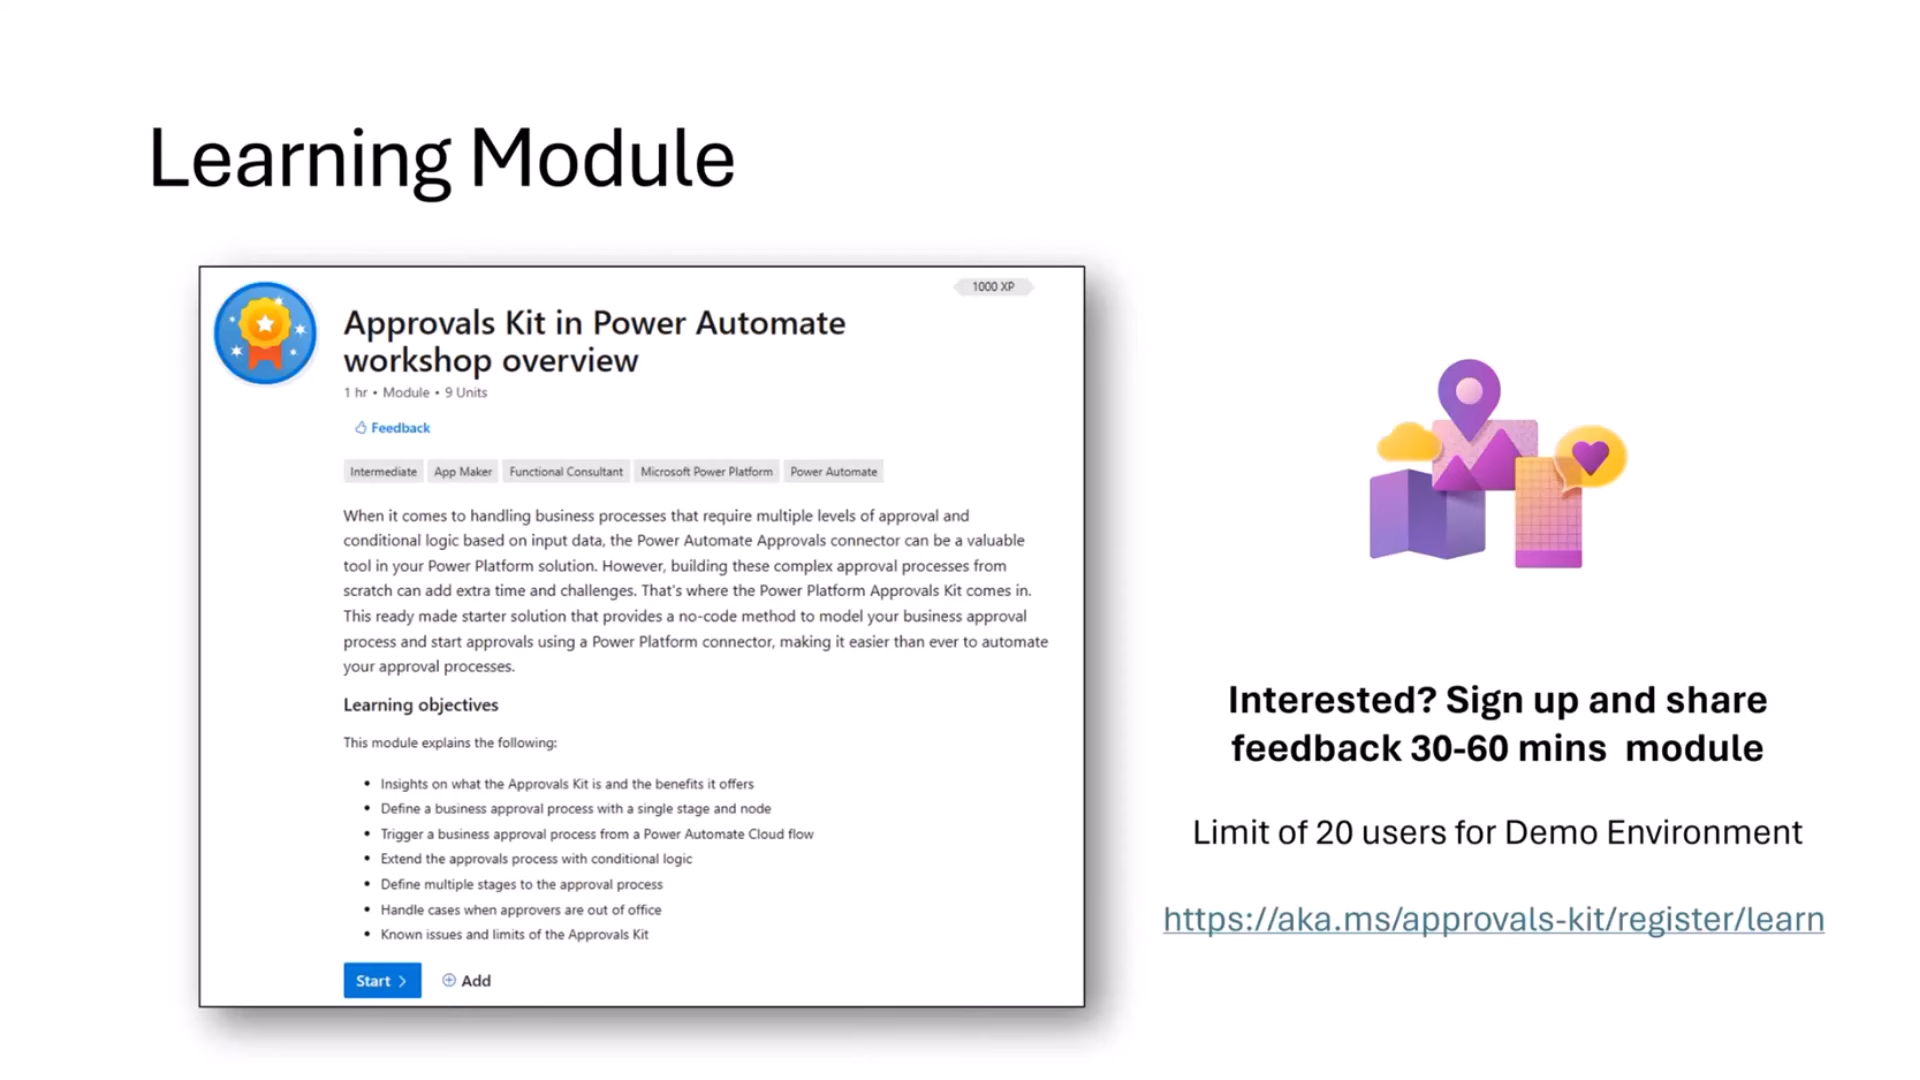 Learning Module
1000 XP
Approvals Kit in Power Automate
workshop overview
1 hr • Module • 9 Units
Feedback
Intermediate App Maker Functional Consultant Microsoft Power Platform Power Automate
When it comes to handling business processes that require multiple levels of approval and
conditional logic based on input data, the Power Automate Approvals connector can be a valuable
tool in your Power Platform solution. However, building these complex approval processes from
scratch can add extra time and challenges. That's where the Power Platform Approvals Kit comes in.
This ready made starter solution that provides a no-code method to model your business approval
process and start approvals using a Power Platform connector, making it easier than ever to automate
your approval processes.
Learning objectives
This module explains the following:
• Insights on what the Approvals Kit is and the benefits it offers
• Define a business approval process with a single stage and node
• Trigger a business approval process from a Power Automate Cloud flow
• Extend the approvals process with conditional logic
• Define multiple stages to the approval process
• Handle cases when approvers are out of office
• Known issues and limits of the Approvals Kit
Start > Add
Interested? Sign up and share
feedback 30-60 mins module
Limit of 20 users for Demo Environment
https://aka.ms/approvals-kit/register/learn